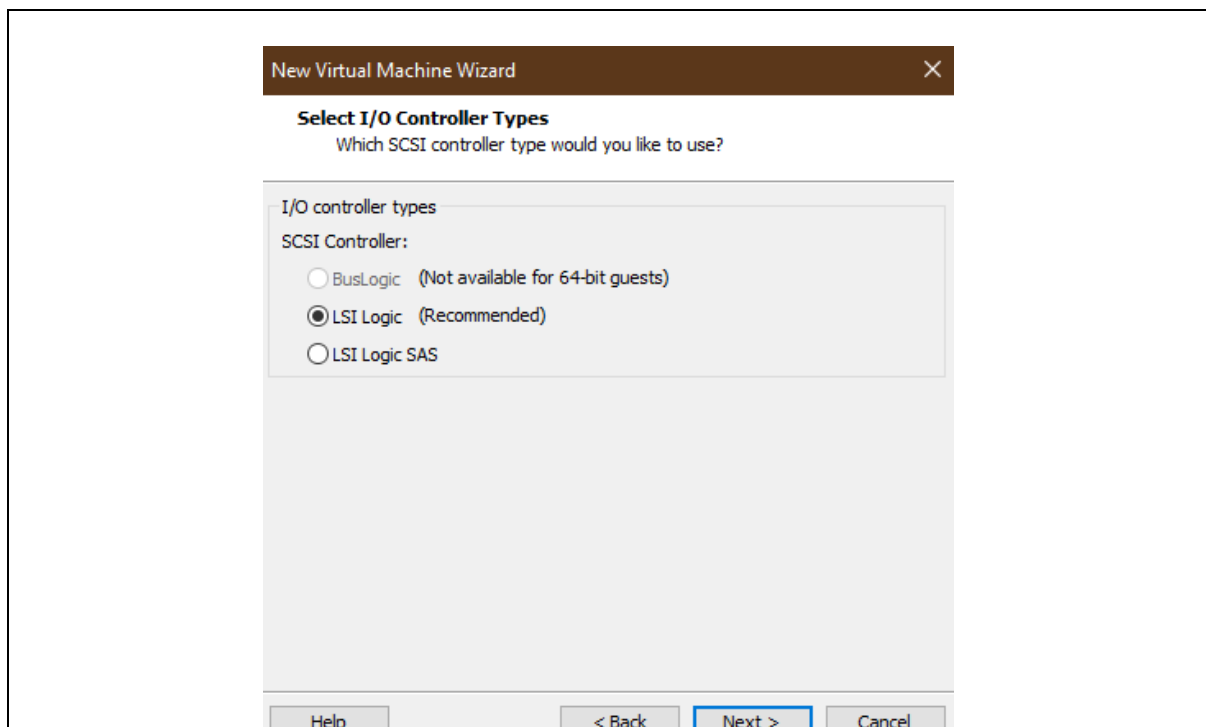 New Virtual Machine Wizard
Select I/O Controller Types
Which SCSI controller type would you like to use?
I/O controller types
SCSI Controller:
BusLogic (Not available for 64-bit guests)
LSI Logic (Recommended)
LSI Logic SAS
Help < Back Next > Cancel